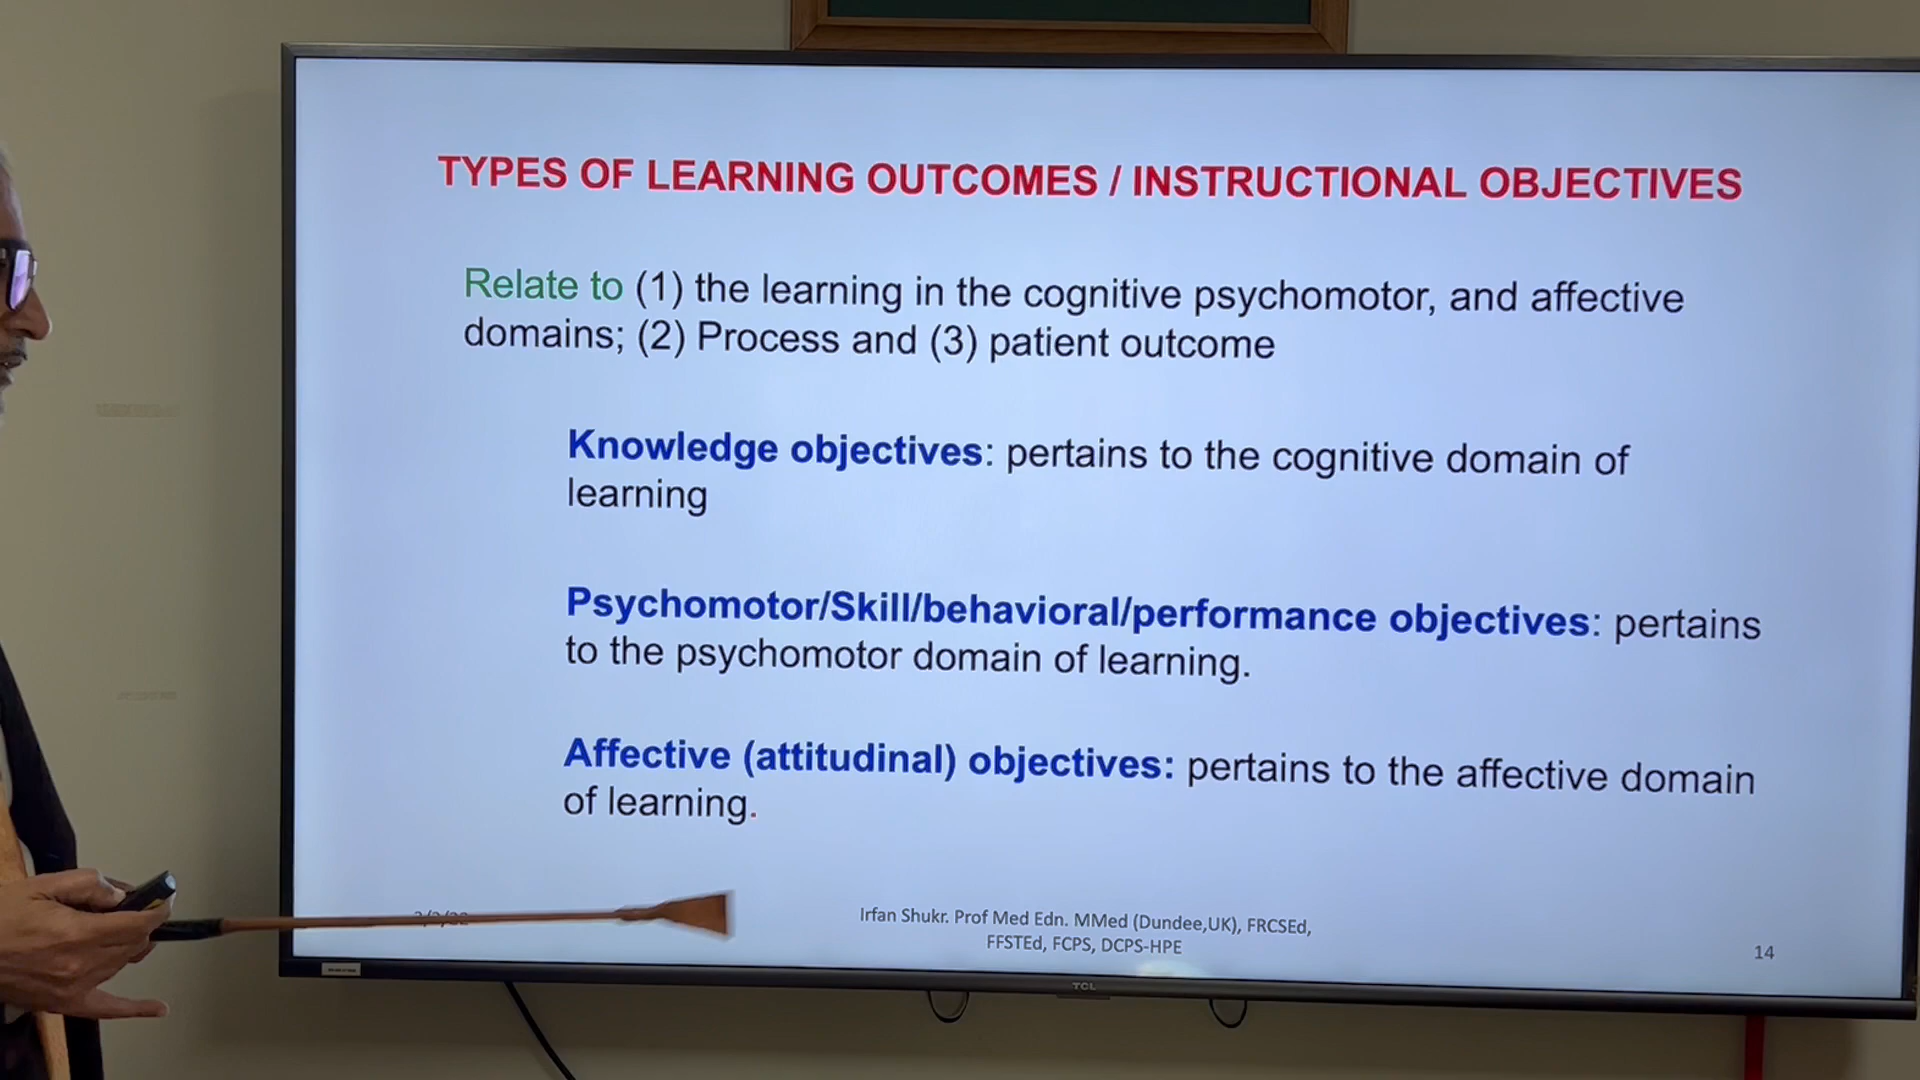 TYPES OF LEARNING OUTCOMES / INSTRUCTIONAL OBJECTIVES
Relate to (1) the learning in the cognitive psychomotor, and affective
domains; (2) Process and (3) patient outcome
Knowledge objectives: pertains to the cognitive domain of
learning
Psychomotor/Skill/behavioral/performance objectives: pertains
to the psychomotor domain of learning.
Affective (attitudinal) objectives: pertains to the affective domain
of learning.
Irfan Shukr. Prof Med Edn. MMed (Dundee,UK), FRCSEd,
FFSTEd, FCPS, DCPS-HPE
14
TCL